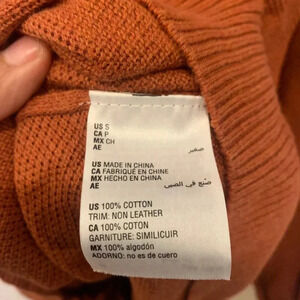 US S
CA P
MX CH
AE صغير
US MADE IN CHINA
CA FABRIQUÉ EN CHINE
MX HECHO EN CHINA
AE صُنع في الصين
US 100% COTTON
TRIM: NON LEATHER
CA 100% COTON
GARNITURE: SIMILICUIR
MX 100% algodón
ADORNO: no es de cuero